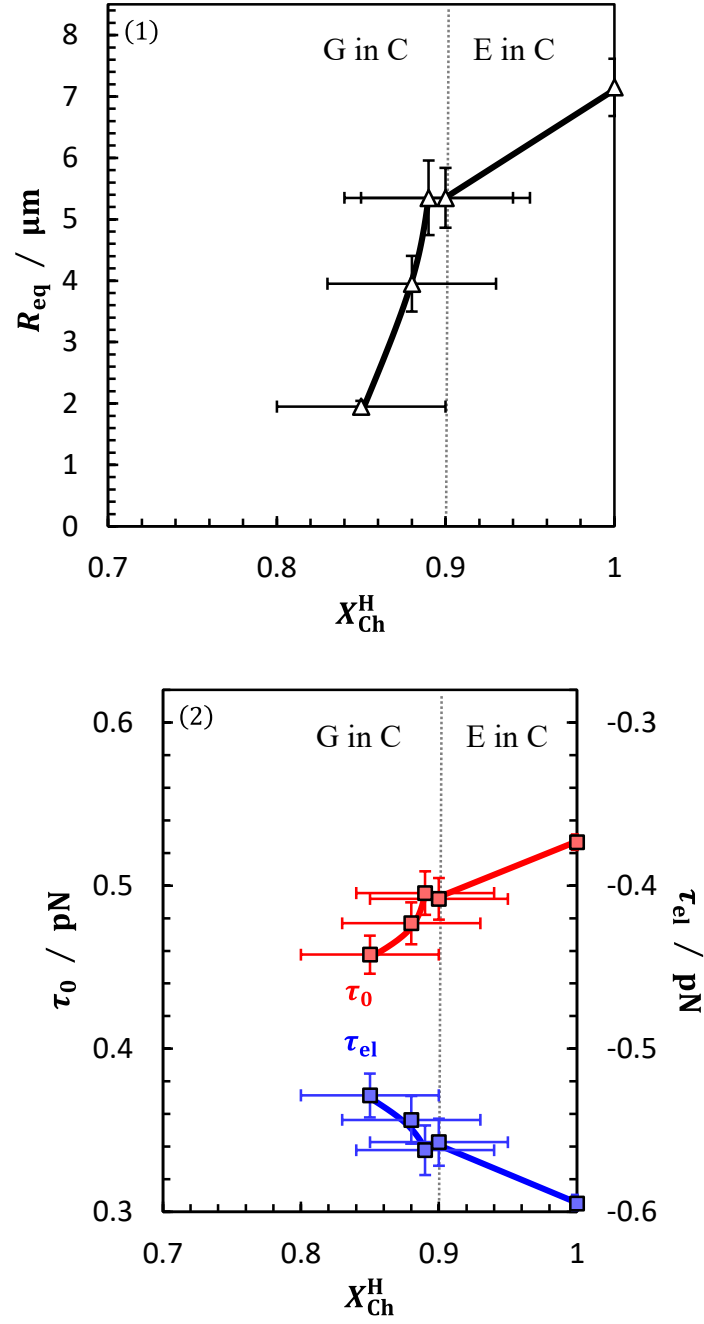 (1)
G in C E in C
8
7
6
5
4
3
2
1
0
R_eq / μm
0.7 0.8 0.9 1
X_Ch^H
(2)
G in C E in C
0.6 -0.3
0.5 -0.4
0.4 -0.5
0.3 -0.6
τ_0 / pN
τ_el / pN
τ_0
τ_el
0.7 0.8 0.9 1
X_Ch^H